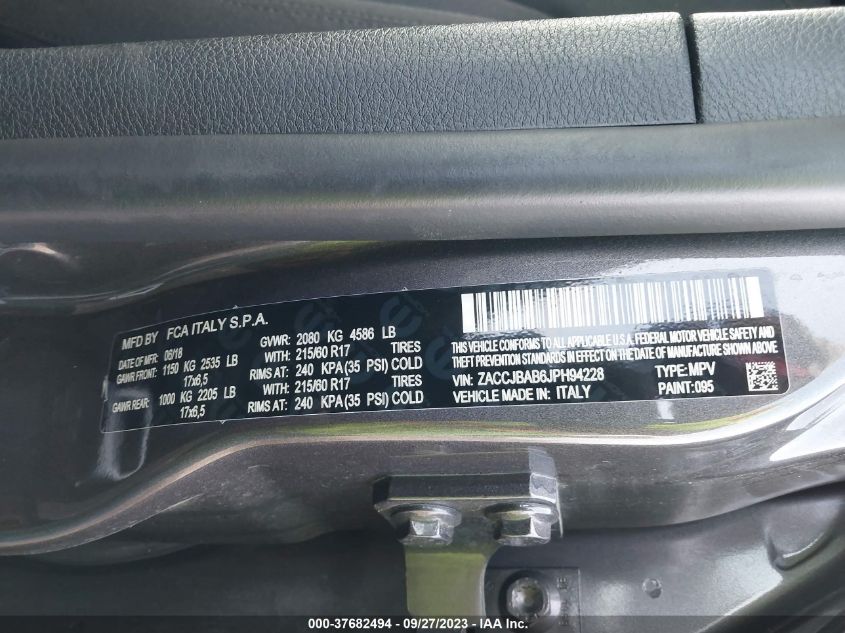 MFD BY FCA ITALY S.P.A.
DATE OF MFR 06/18 GVWR: 2080 KG 4586 LB
GAWR FRONT: 1150 KG 2535 LB WITH: 215/60 R17 TIRES
17x6,5 RIMS AT: 240 KPA (35 PSI) COLD
GAWR REAR: 1000 KG 2205 LB WITH: 215/60 R17 TIRES
17x6,5 RIMS AT: 240 KPA (35 PSI) COLD
THIS VEHICLE CONFORMS TO ALL APPLICABLE U.S.A. FEDERAL MOTOR VEHICLE SAFETY AND
THEFT PREVENTION STANDARDS IN EFFECT ON THE DATE OF MANUFACTURE SHOWN ABOVE.
VIN: ZACCJBAB6JPH94228 TYPE: MPV
VEHICLE MADE IN: ITALY PAINT: 095
000-37682494 - 09/27/2023 - IAA Inc.